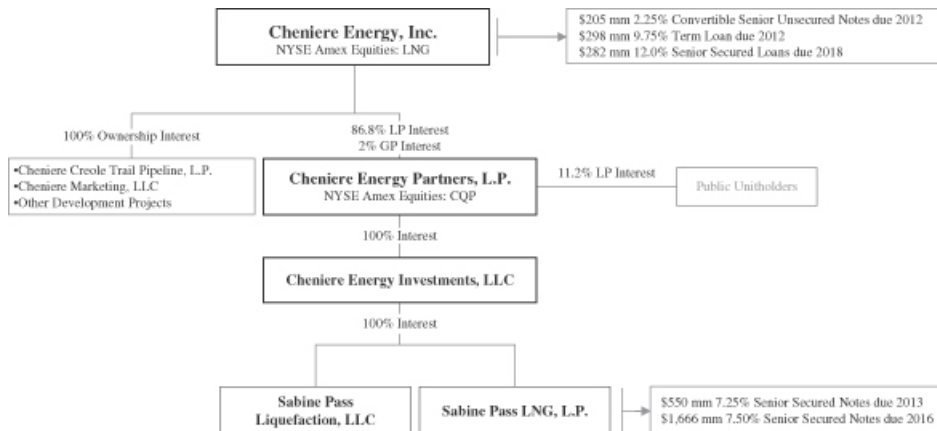 Cheniere Energy, Inc.
NYSE Amex Equities: LNG
$205 mm 2.25% Convertible Senior Unsecured Notes due 2012
$298 mm 9.75% Term Loan due 2012
$282 mm 12.0% Senior Secured Loans due 2018
100% Ownership Interest
86.8% LP Interest
2% GP Interest
•Cheniere Creole Trail Pipeline, L.P.
•Cheniere Marketing, LLC
•Other Development Projects
Cheniere Energy Partners, L.P.
NYSE Amex Equities: CQP
11.2% LP Interest
Public Unitholders
100% Interest
Cheniere Energy Investments, LLC
100% Interest
Sabine Pass
Liquefaction, LLC
Sabine Pass LNG, L.P.
$550 mm 7.25% Senior Secured Notes due 2013
$1,666 mm 7.50% Senior Secured Notes due 2016